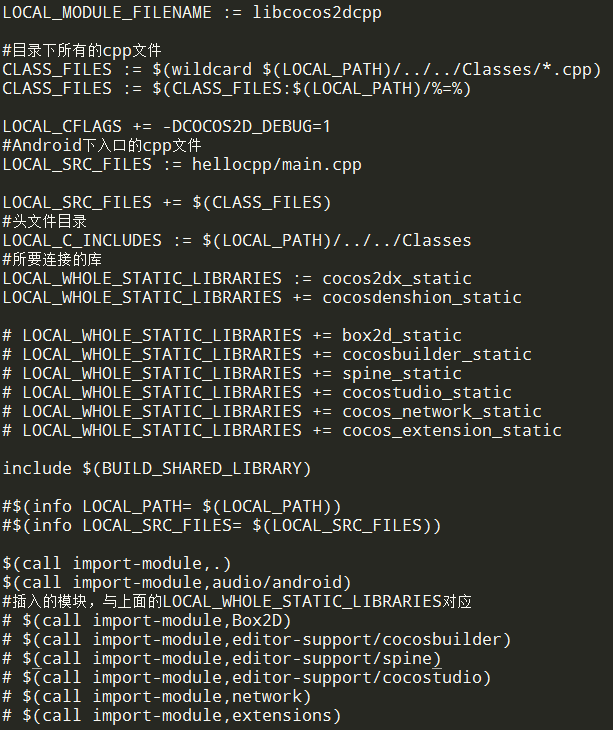 LOCAL_MODULE_FILENAME := libcocos2dcpp
#目录下所有的cpp文件
CLASS_FILES := $(wildcard $(LOCAL_PATH)/../../Classes/*.cpp)
CLASS_FILES := $(CLASS_FILES:$(LOCAL_PATH)/%=%)
LOCAL_CFLAGS += -DCOCOS2D_DEBUG=1
#Android下入口的cpp文件
LOCAL_SRC_FILES := hellocpp/main.cpp
LOCAL_SRC_FILES += $(CLASS_FILES)
#头文件目录
LOCAL_C_INCLUDES := $(LOCAL_PATH)/../../Classes
#所要连接的库
LOCAL_WHOLE_STATIC_LIBRARIES := cocos2dx_static
LOCAL_WHOLE_STATIC_LIBRARIES += cocosdenshion_static
# LOCAL_WHOLE_STATIC_LIBRARIES += box2d_static
# LOCAL_WHOLE_STATIC_LIBRARIES += cocosbuilder_static
# LOCAL_WHOLE_STATIC_LIBRARIES += spine_static
# LOCAL_WHOLE_STATIC_LIBRARIES += cocostudio_static
# LOCAL_WHOLE_STATIC_LIBRARIES += cocos_network_static
# LOCAL_WHOLE_STATIC_LIBRARIES += cocos_extension_static
include $(BUILD_SHARED_LIBRARY)
#$(info LOCAL_PATH= $(LOCAL_PATH))
#$(info LOCAL_SRC_FILES= $(LOCAL_SRC_FILES))
$(call import-module,.)
$(call import-module,audio/android)
#插入的模块，与上面的LOCAL_WHOLE_STATIC_LIBRARIES对应
# $(call import-module,Box2D)
# $(call import-module,editor-support/cocosbuilder)
# $(call import-module,editor-support/spine)
# $(call import-module,editor-support/cocostudio)
# $(call import-module,network)
# $(call import-module,extensions)